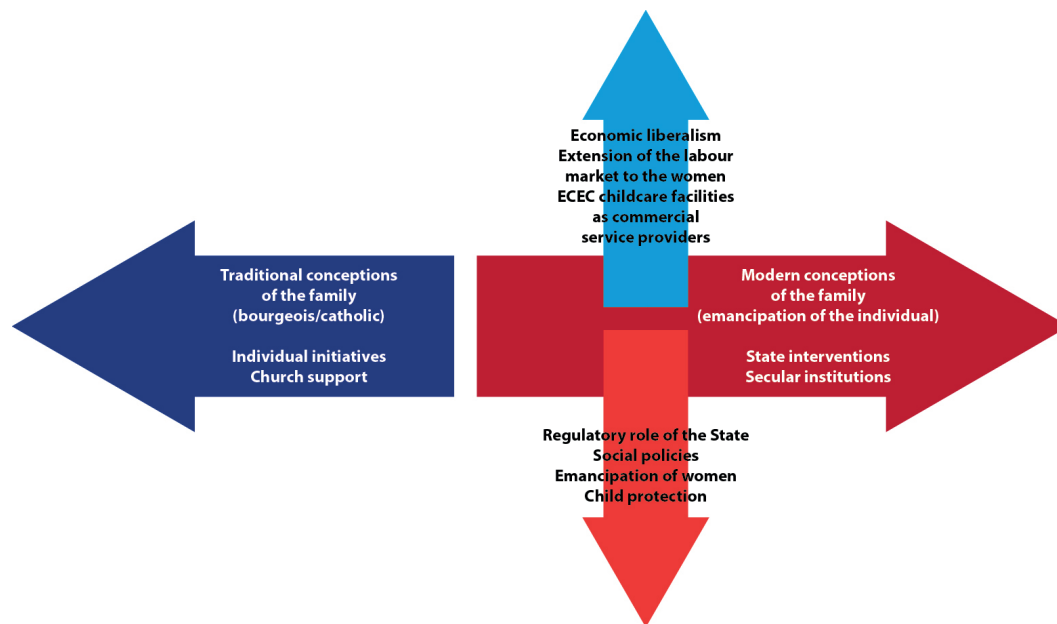 Economic liberalism
Extension of the labour
market to the women
ECEC childcare facilities
as commercial
service providers
Traditional conceptions
of the family
(bourgeois/catholic)
Individual initiatives
Church support
Modern conceptions
of the family
(emancipation of the individual)
State interventions
Secular institutions
Regulatory role of the State
Social policies
Emancipation of women
Child protection